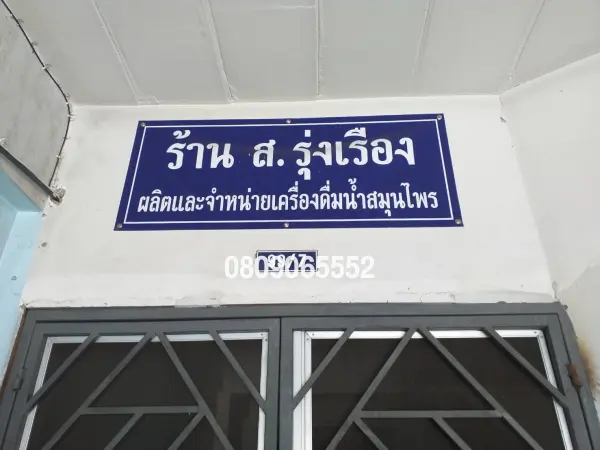 ร้าน ส. รุ่งเรือง
ผลิตและจำหน่ายเครื่องดื่มน้ำสมุนไพร
0809065552